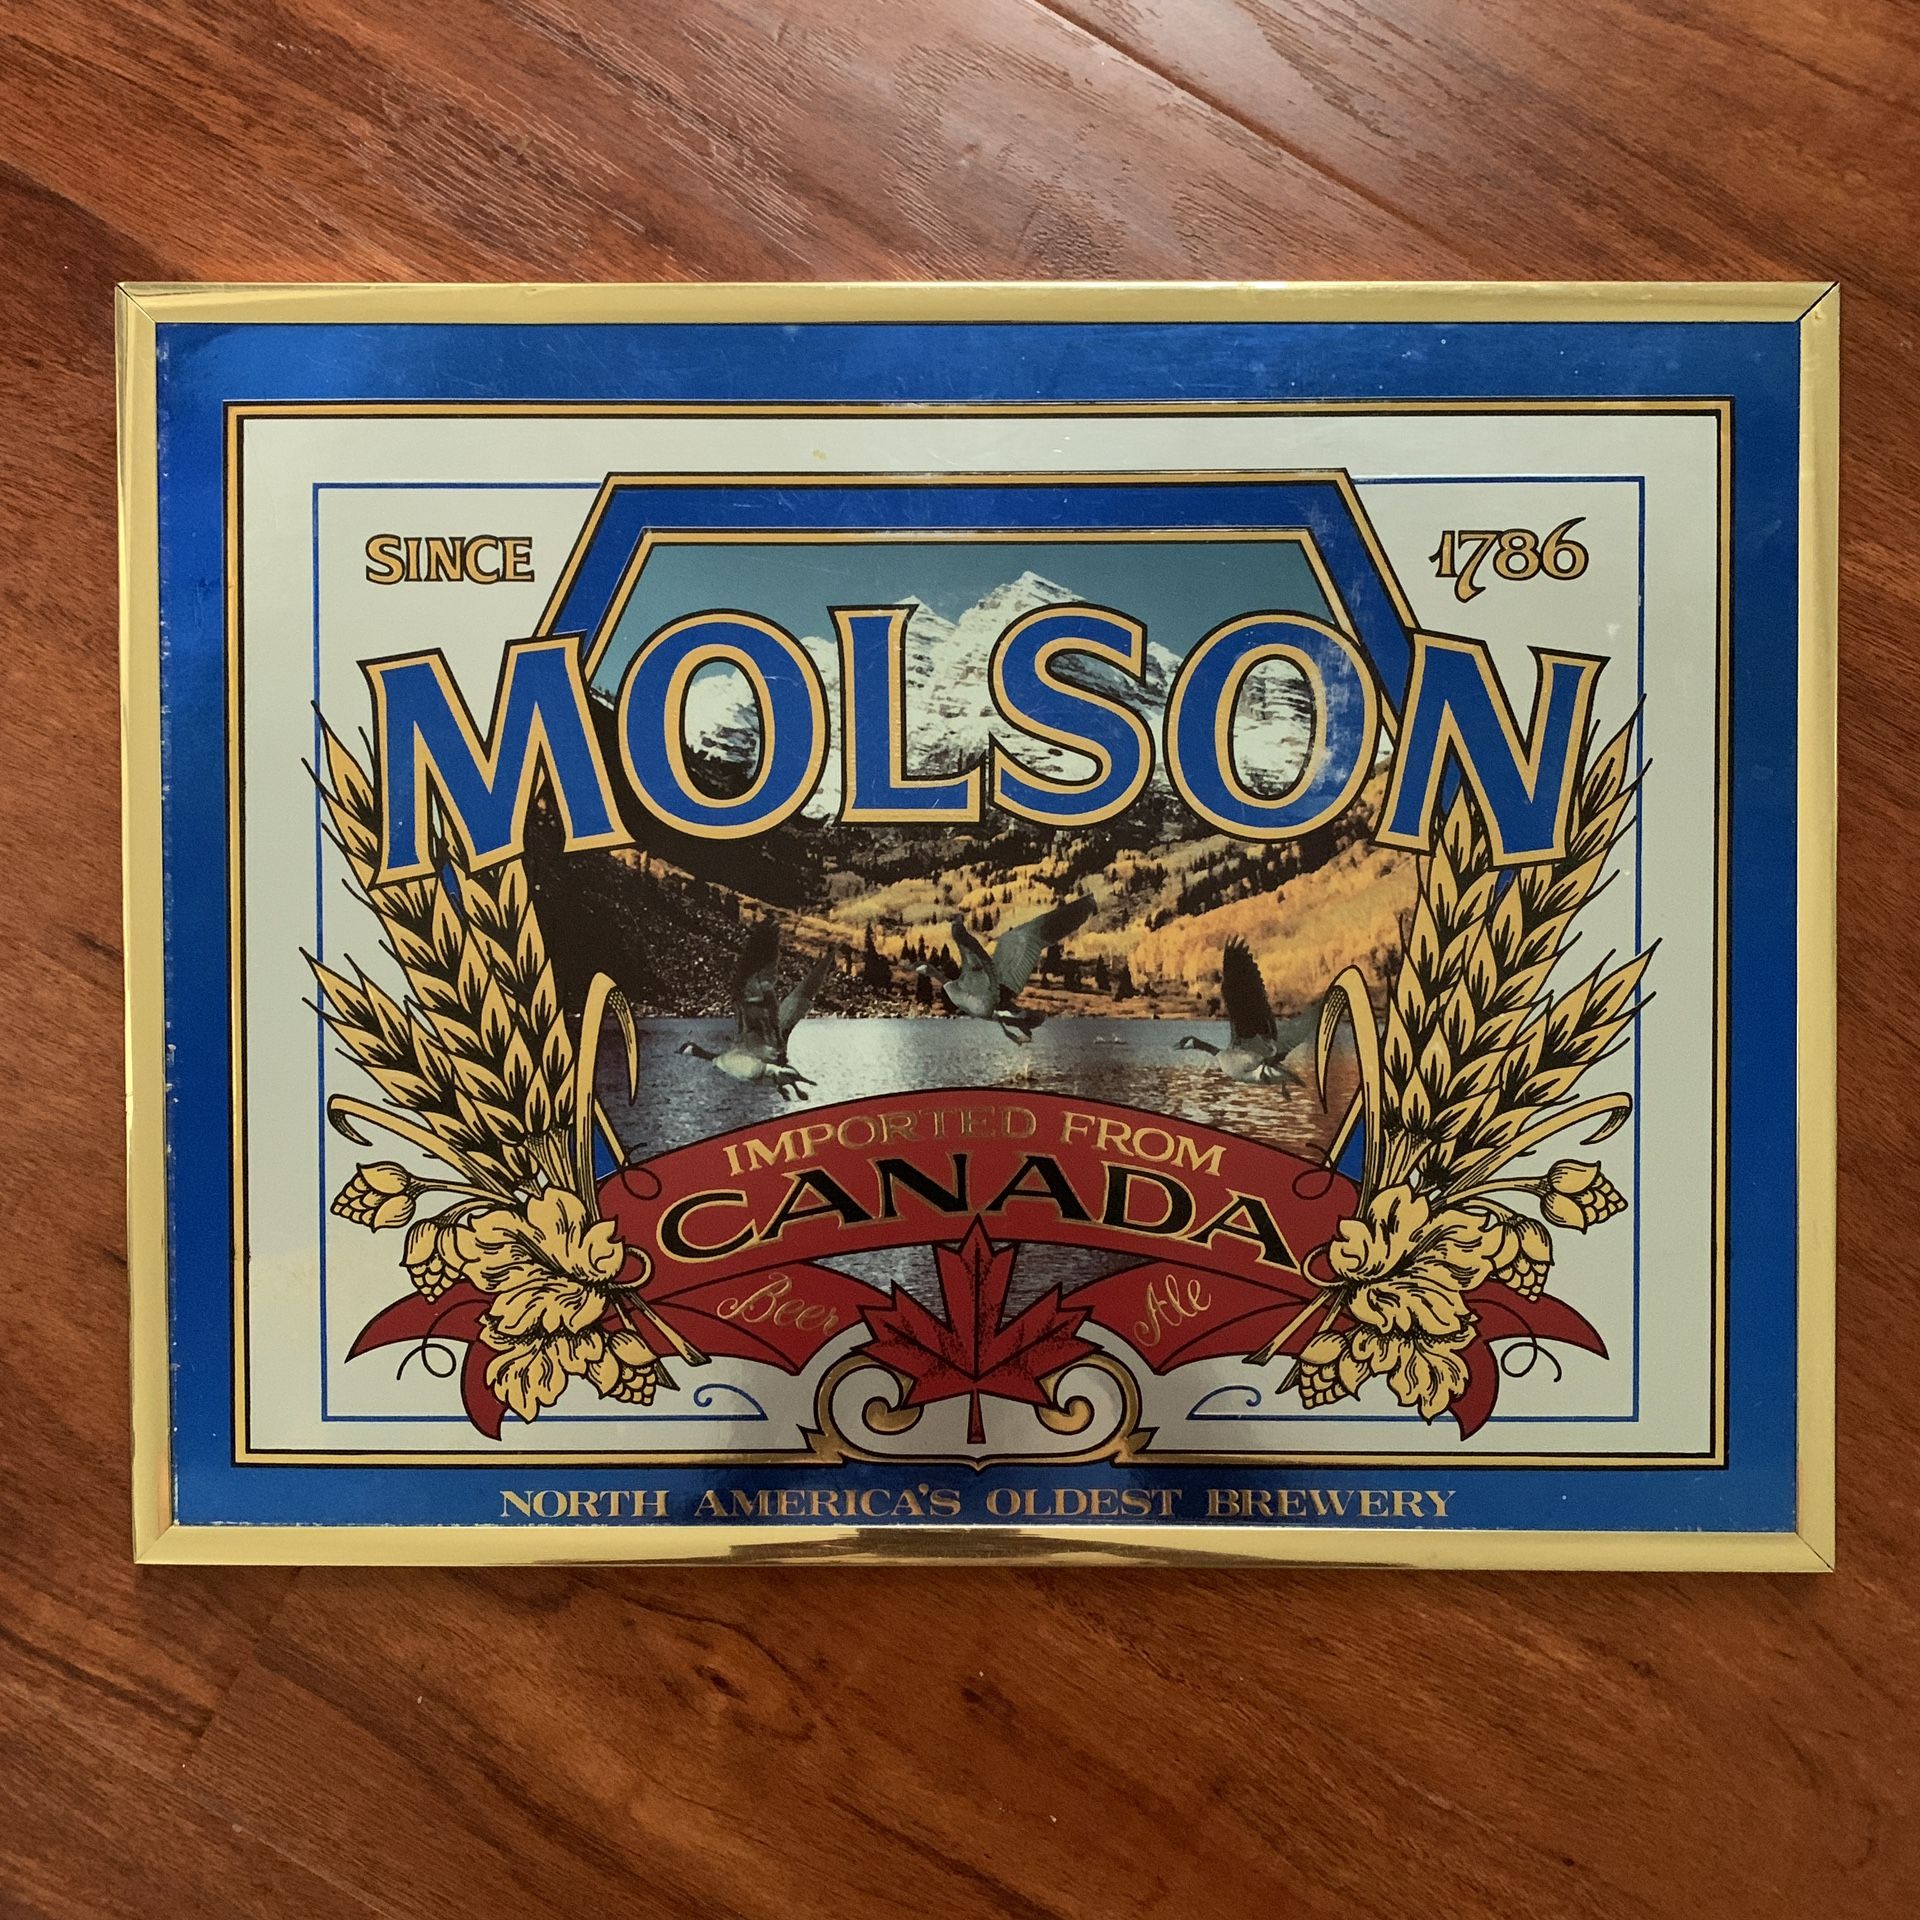 SINCE 1786
MOLSON
IMPORTED FROM
CANADA
Beer Ale
NORTH AMERICA'S OLDEST BREWERY